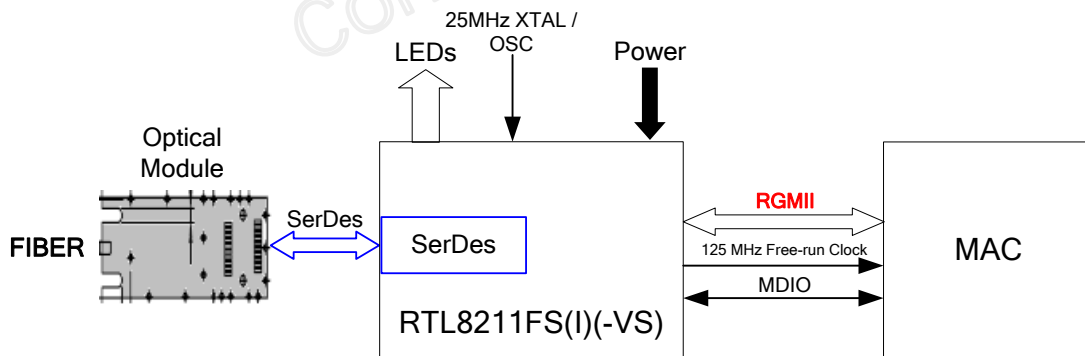 25MHz XTAL /
OSC
LEDs
Power
Optical
Module
SerDes
FIBER
SerDes
RGMII
125 MHz Free-run Clock
MDIO
MAC
RTL8211FS(I)(-VS)